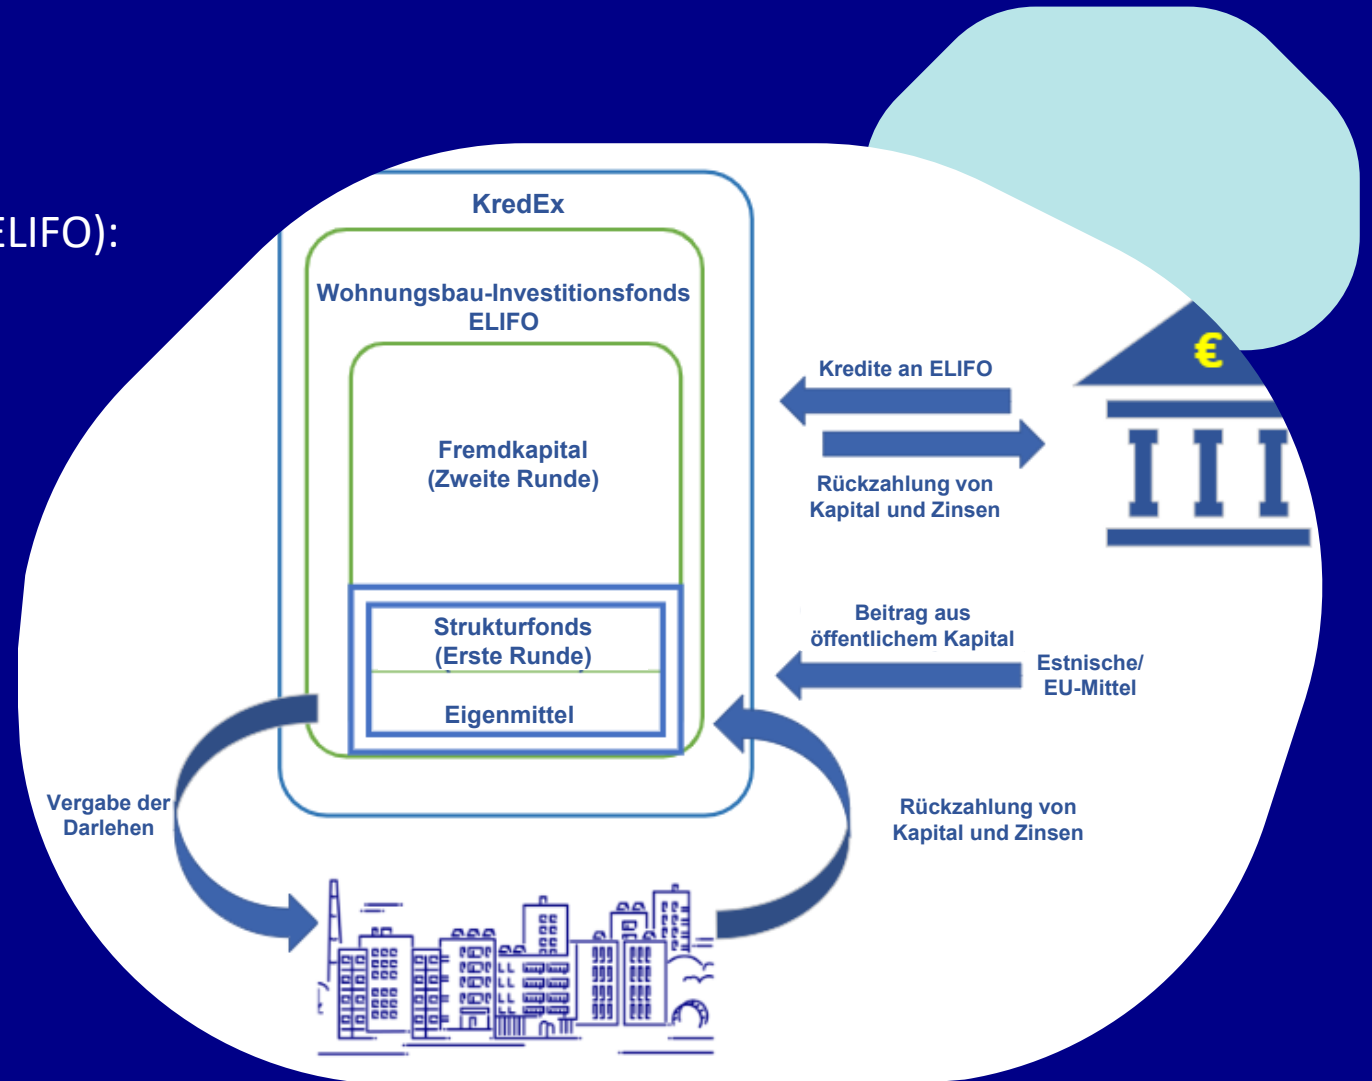 ELIFO):
KredEx
Wohnungsbau-Investitionsfonds
ELIFO
Fremdkapital
(Zweite Runde)
Strukturfonds
(Erste Runde)
Eigenmittel
€
Kredite an ELIFO
Rückzahlung von
Kapital und Zinsen
Beitrag aus
öffentlichem Kapital
Estnische/
EU-Mittel
Vergabe der
Darlehen
Rückzahlung von
Kapital und Zinsen